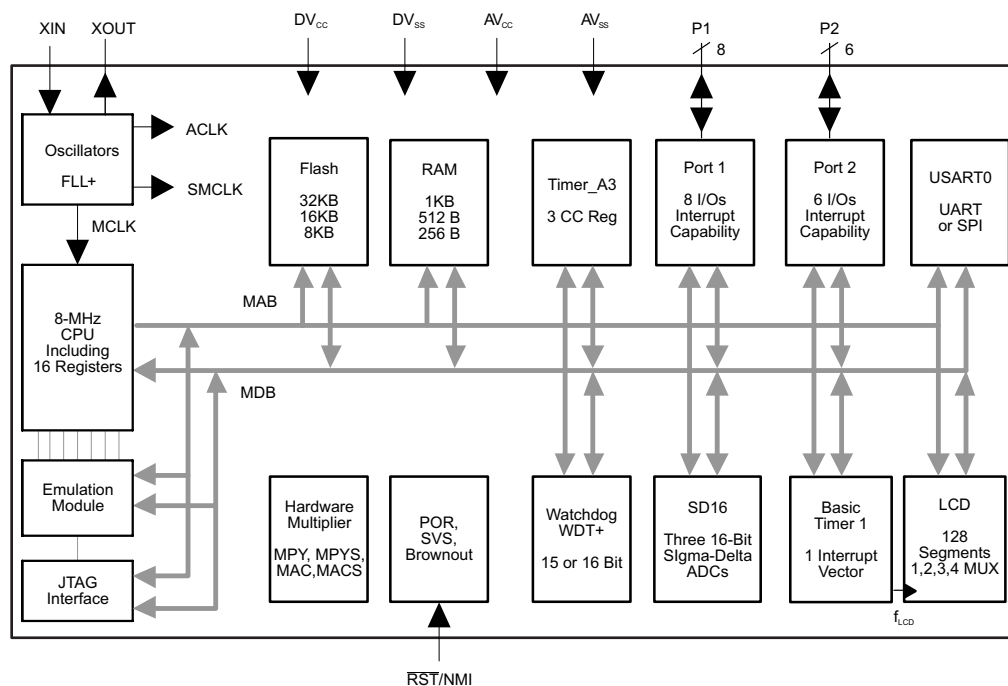 XIN XOUT DVCC DVSS AVCC AVSS P1 P2
8 6
Oscillators
FLL+
ACLK
SMCLK
MCLK
Flash
32KB
16KB
8KB
RAM
1KB
512 B
256 B
Timer_A3
3 CC Reg
Port 1
8 I/Os
Interrupt
Capability
Port 2
6 I/Os
Interrupt
Capability
USART0
UART
or SPI
8-MHz
CPU
Including
16 Registers
MAB
MDB
Emulation
Module
JTAG
Interface
Hardware
Multiplier
MPY, MPYS,
MAC,MACS
POR,
SVS,
Brownout
Watchdog
WDT+
15 or 16 Bit
SD16
Three 16-Bit
SIgma-Delta
ADCs
Basic
Timer 1
1 Interrupt
Vector
LCD
128
Segments
1,2,3,4 MUX
fLCD
RST/NMI